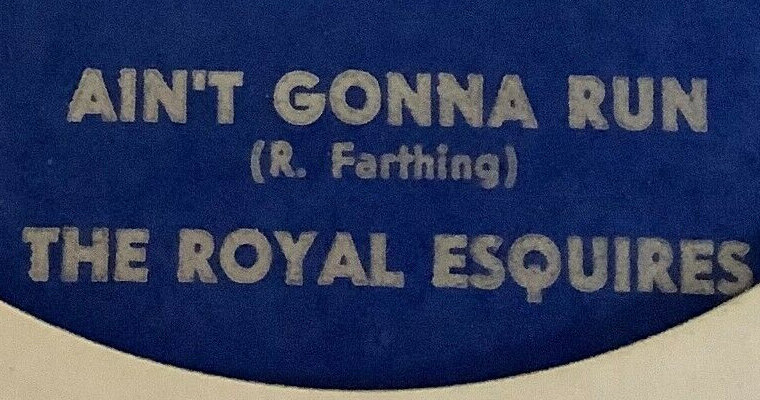 AIN'T GONNA RUN
(R. Farthing)
THE ROYAL ESQUIRES